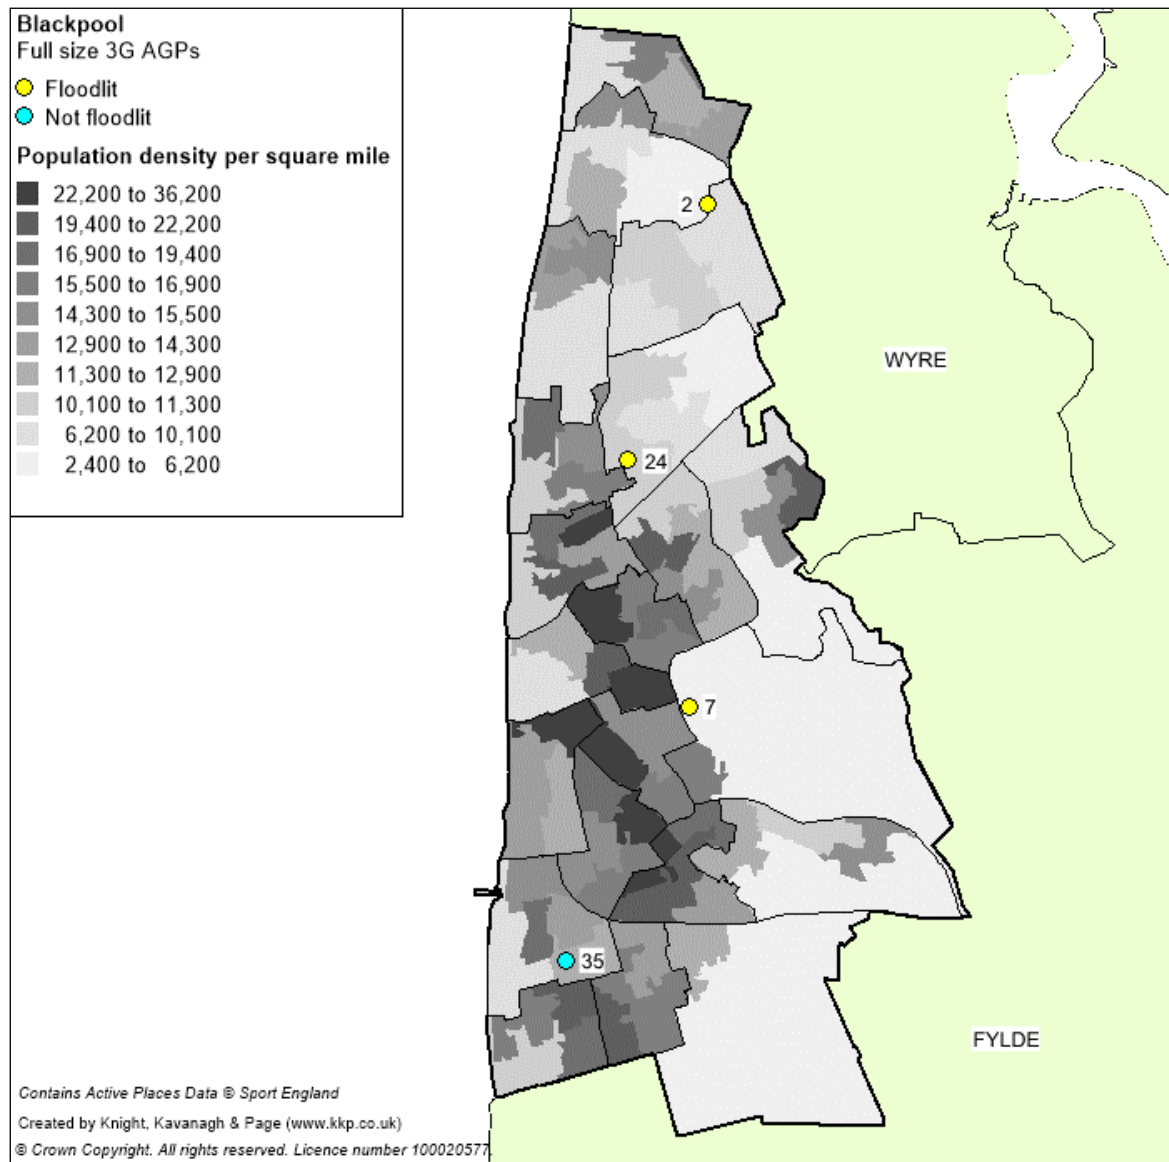 Blackpool
Full size 3G AGPs
Floodlit
Not floodlit
Population density per square mile
22,200 to 36,200
19,400 to 22,200
16,900 to 19,400
15,500 to 16,900
14,300 to 15,500
12,900 to 14,300
11,300 to 12,900
10,100 to 11,300
6,200 to 10,100
2,400 to 6,200
2
WYRE
24
7
35
FYLDE
Contains Active Places Data © Sport England
Created by Knight, Kavanagh & Page (www.kkp.co.uk)
© Crown Copyright. All rights reserved. Licence number 100020577.